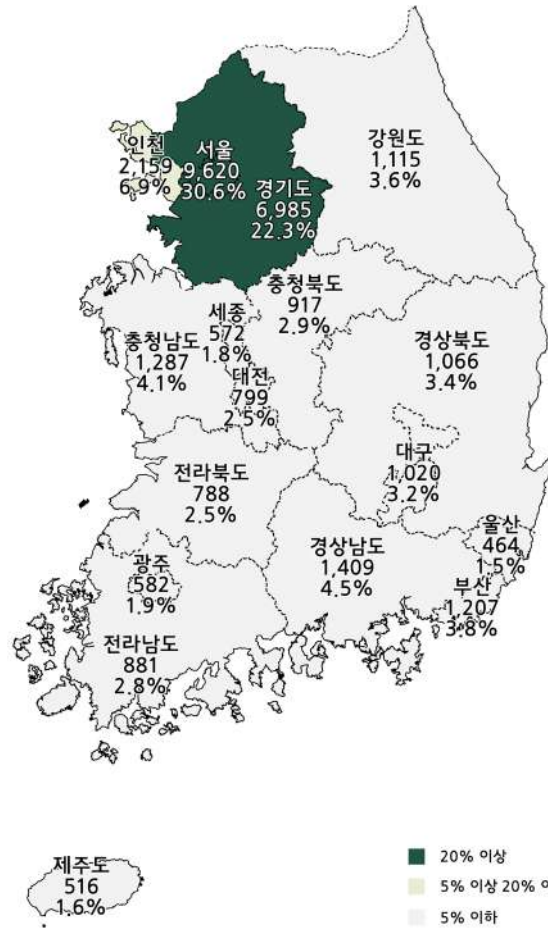 인천
2,159
6.9%
서울
9,620
30.6%
경기도
6,985
22.3%
강원도
1,115
3.6%
충청북도
917
2.9%
세종
572
1.8%
충청남도
1,287
4.1%
대전
799
2.5%
경상북도
1,066
3.4%
대구
1,020
3.2%
전라북도
788
2.5%
울산
464
1.5%
경상남도
1,409
4.5%
부산
1,207
3.8%
광주
582
1.9%
전라남도
881
2.8%
제주도
516
1.6%
20% 이상
5% 이상 20% 이
5% 이하